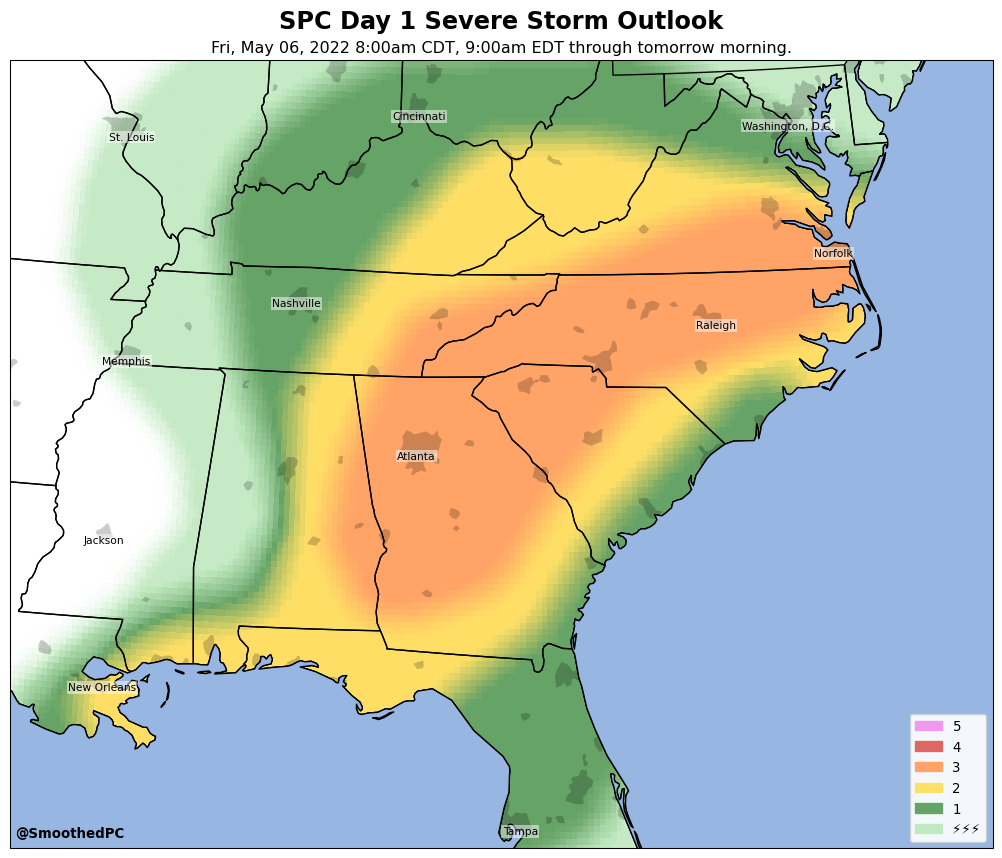 SPC Day 1 Severe Storm Outlook
Fri, May 06, 2022 8:00am CDT, 9:00am EDT through tomorrow morning.
Cincinnati
Washington, D.C.
St. Louis
Norfolk
Nashville
Raleigh
Memphis
Atlanta
Jackson
New Orleans
Tampa
5
4
3
2
1
⚡⚡⚡
@SmoothedPC